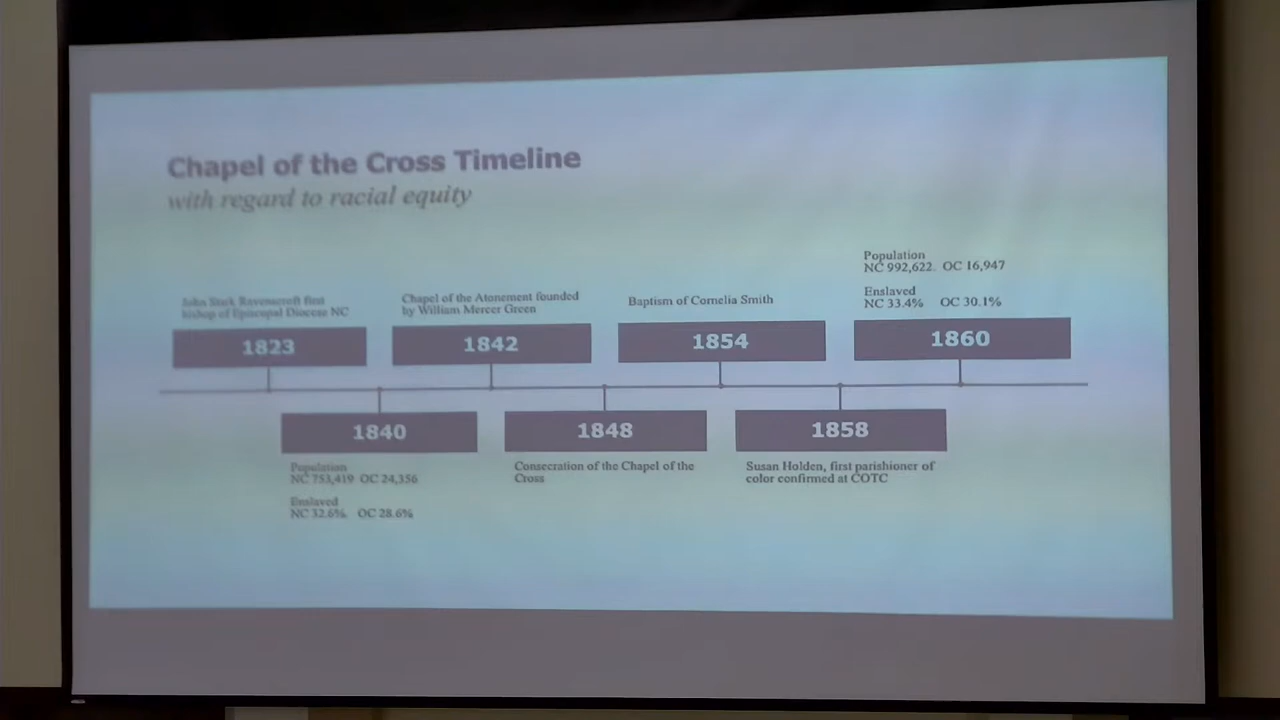 Chapel of the Cross Timeline
with regard to racial equity
John Stark Ravenscroft first
bishop of Episcopal Diocese NC
1823
Chapel of the Atonement founded
by William Mercer Green
1842
Baptism of Cornelia Smith
1854
Population
NC 992,622 OC 16,947
Enslaved
NC 33.4% OC 30.1%
1860
1840
Population
NC 753,419 OC 24,356
Enslaved
NC 32.6% OC 28.6%
1848
Consecration of the Chapel of the
Cross
1858
Susan Holden, first parishioner of
color confirmed at COTC